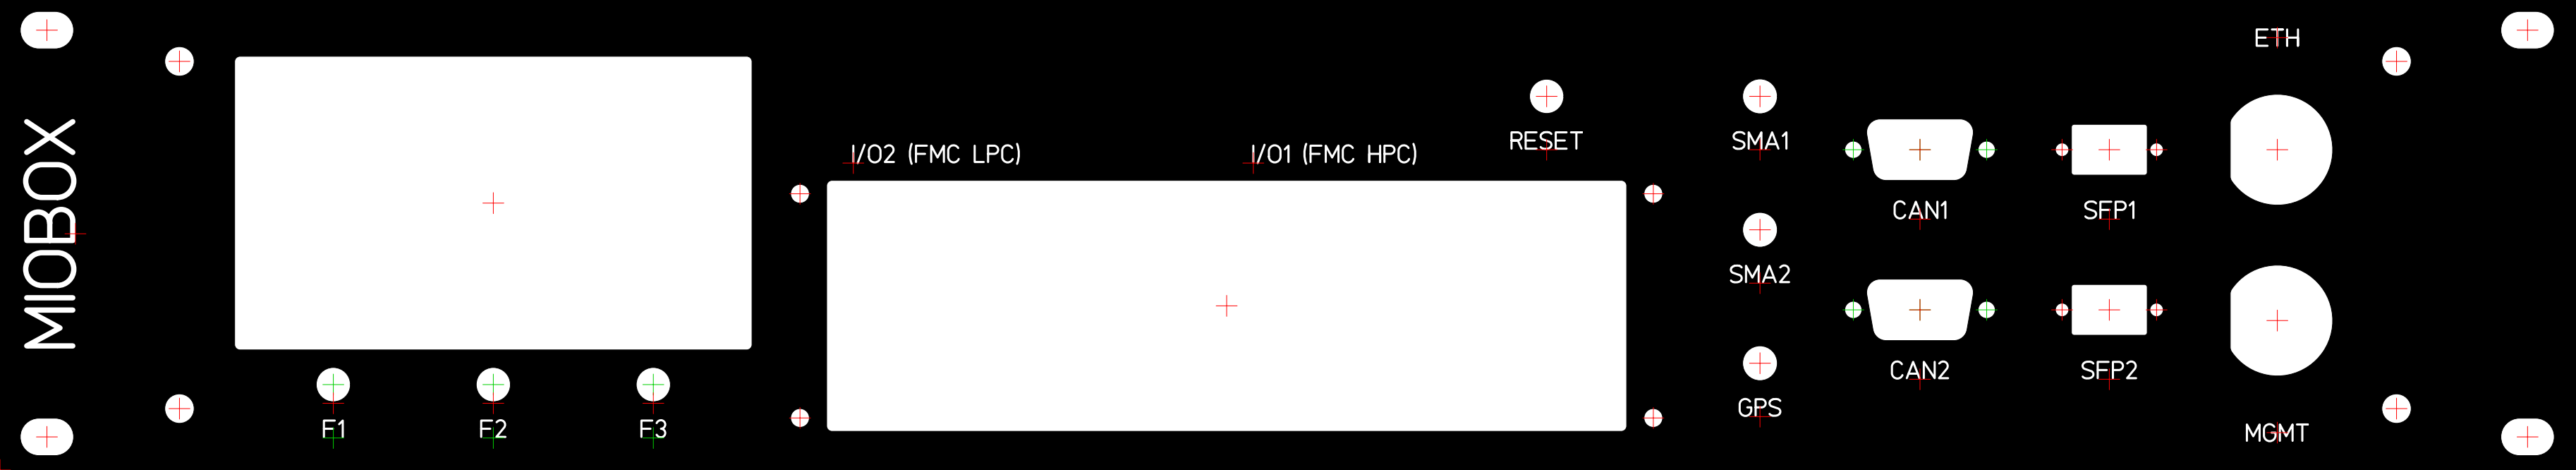 MIOBOX
F1
F2
F3
I/O2 (FMC LPC)
I/O1 (FMC HPC)
RESET
SMA1
SMA2
GPS
CAN1
CAN2
SFP1
SFP2
ETH
MGMT